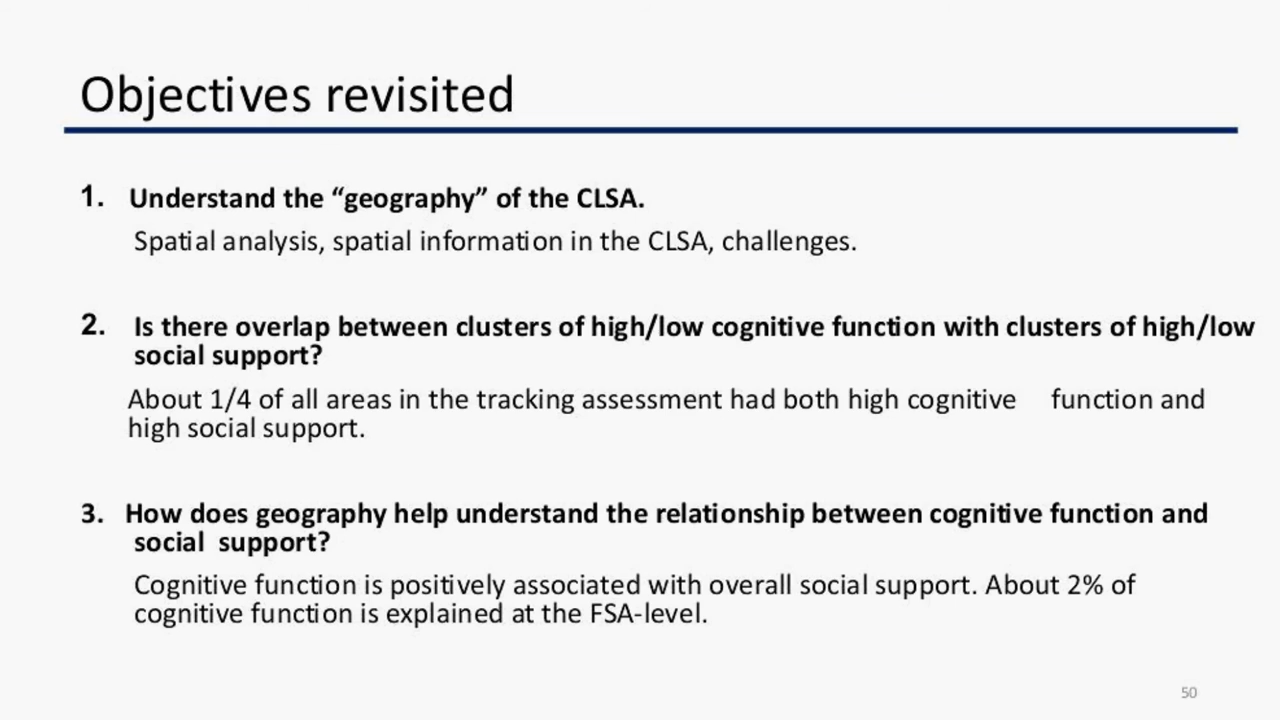 Objectives revisited
1. Understand the “geography” of the CLSA.
Spatial analysis, spatial information in the CLSA, challenges.
2. Is there overlap between clusters of high/low cognitive function with clusters of high/low
social support?
About 1/4 of all areas in the tracking assessment had both high cognitive function and
high social support.
3. How does geography help understand the relationship between cognitive function and
social support?
Cognitive function is positively associated with overall social support. About 2% of
cognitive function is explained at the FSA-level.
50